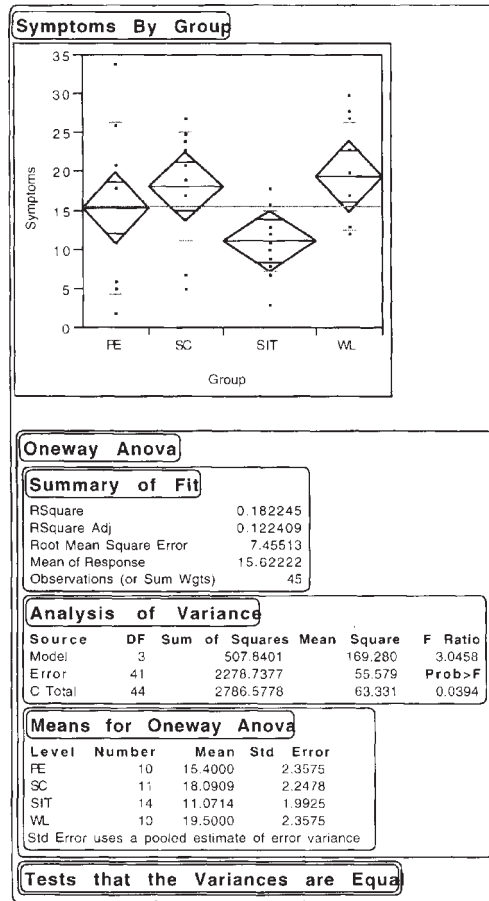 Symptoms By Group
35
30
25
20
15
10
5
0
Symptoms
PE SC SIT WL
Group
Oneway Anova
Summary of Fit
RSquare 0.182245
RSquare Adj 0.122409
Root Mean Square Error 7.45513
Mean of Response 15.62222
Observations (or Sum Wgts) 45
Analysis of Variance
Source DF Sum of Squares Mean Square F Ratio
Model 3 507.8401 169.280 3.0458
Error 41 2278.7377 55.579 Prob>F
C Total 44 2786.5778 63.331 0.0394
Means for Oneway Anova
Level Number Mean Std Error
PE 10 15.4000 2.3575
SC 11 18.0909 2.2478
SIT 14 11.0714 1.9925
WL 10 19.5000 2.3575
Std Error uses a pooled estimate of error variance
Tests that the Variances are Equal